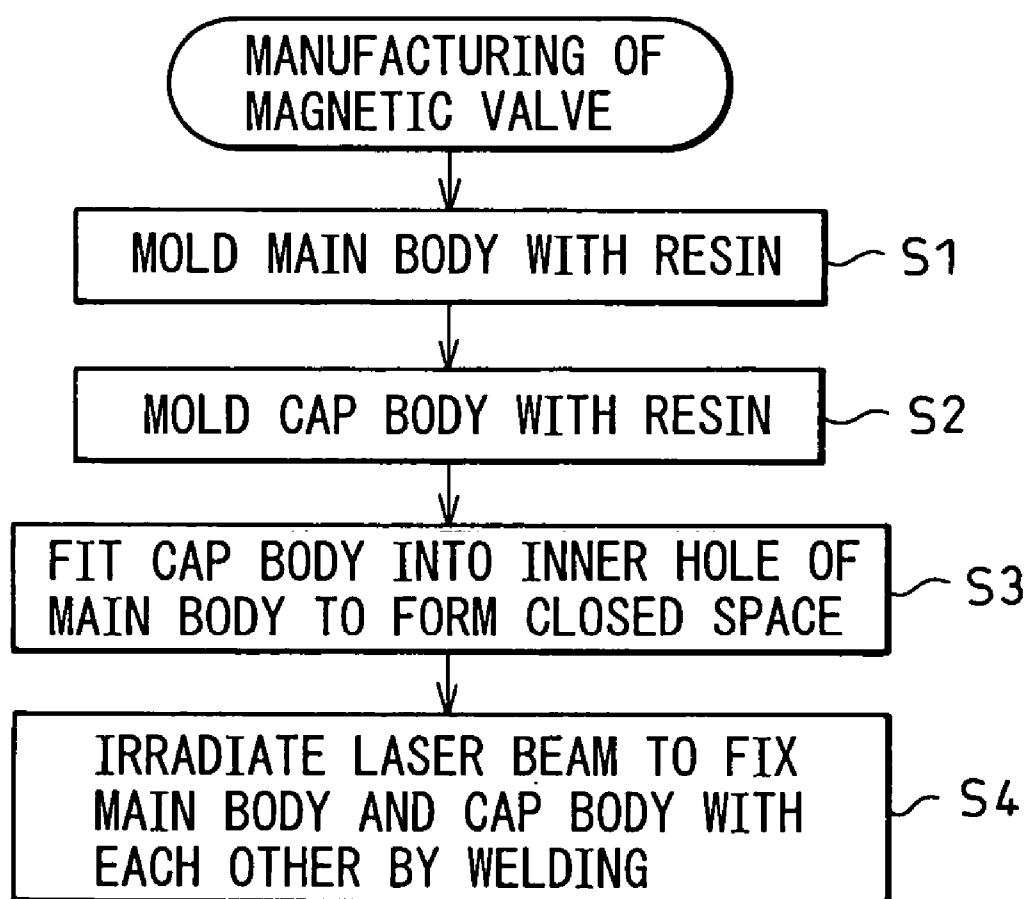 MANUFACTURING OF
MAGNETIC VALVE
MOLD MAIN BODY WITH RESIN
S1
MOLD CAP BODY WITH RESIN
S2
FIT CAP BODY INTO INNER HOLE OF
MAIN BODY TO FORM CLOSED SPACE
S3
IRRADIATE LASER BEAM TO FIX
MAIN BODY AND CAP BODY WITH
EACH OTHER BY WELDING
S4